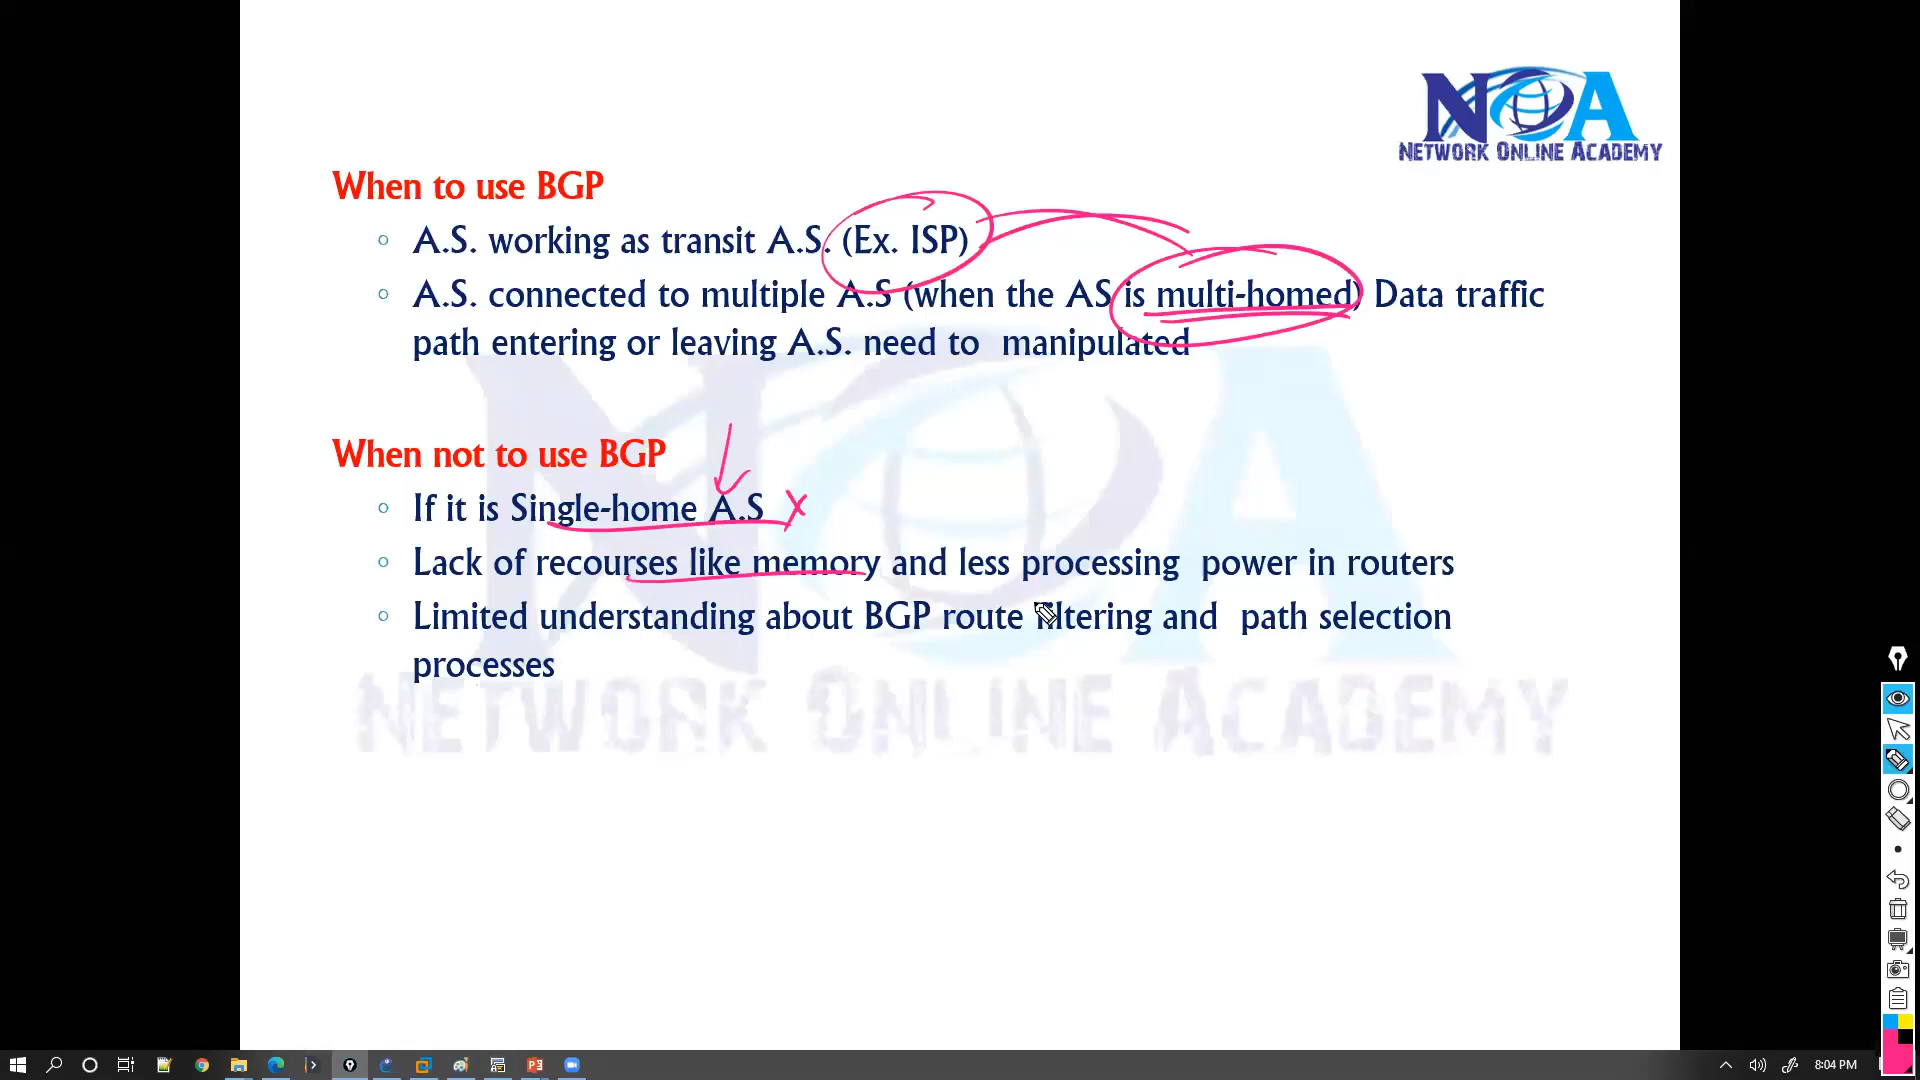 NOA
NETWORK ONLINE ACADEMY
When to use BGP
A.S. working as transit A.S. (Ex. ISP)
A.S. connected to multiple A.S (when the AS is multi-homed) Data traffic
path entering or leaving A.S. need to manipulated
When not to use BGP
If it is Single-home A.S X
Lack of recourses like memory and less processing power in routers
Limited understanding about BGP route filtering and path selection
processes
NETWORK ONLINE ACADEMY
8:04 PM